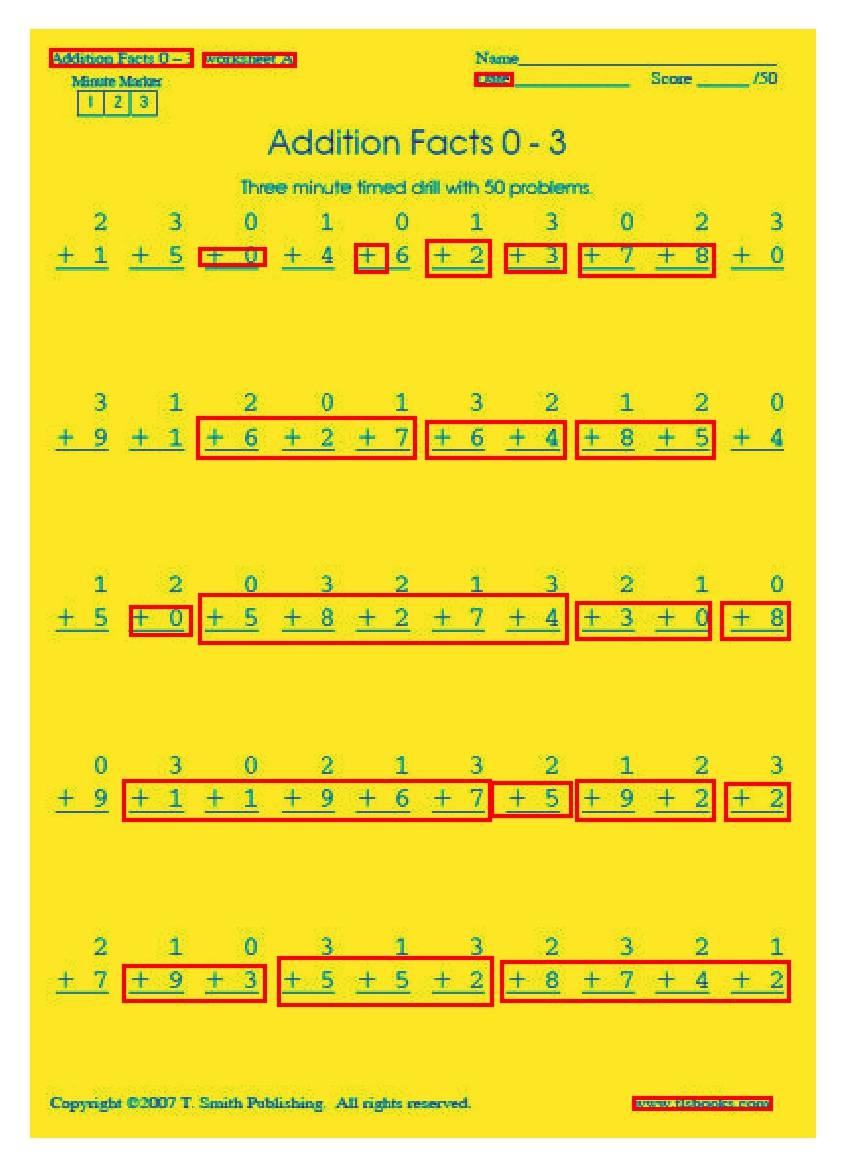 Addition Facts 0 – 3 Worksheet A Name
Minute Marker Date Score /50
1 2 3
Addition Facts 0 - 3
Three minute timed drill with 50 problems.
2 3 0 1 0 1 3 0 2 3
+ 1 + 5 + 0 + 4 + 6 + 2 + 3 + 7 + 8 + 0
3 1 2 0 1 3 2 1 2 0
+ 9 + 1 + 6 + 2 + 7 + 6 + 4 + 8 + 5 + 4
1 2 0 3 2 1 3 2 1 0
+ 5 + 0 + 5 + 8 + 2 + 7 + 4 + 3 + 0 + 8
0 3 0 2 1 3 2 1 2 3
+ 9 + 1 + 1 + 9 + 6 + 7 + 5 + 9 + 2 + 2
2 1 0 3 1 3 2 3 2 1
+ 7 + 9 + 3 + 5 + 5 + 2 + 8 + 7 + 4 + 2
Copyright ©2007 T. Smith Publishing. All rights reserved. www.tlsbooks.com